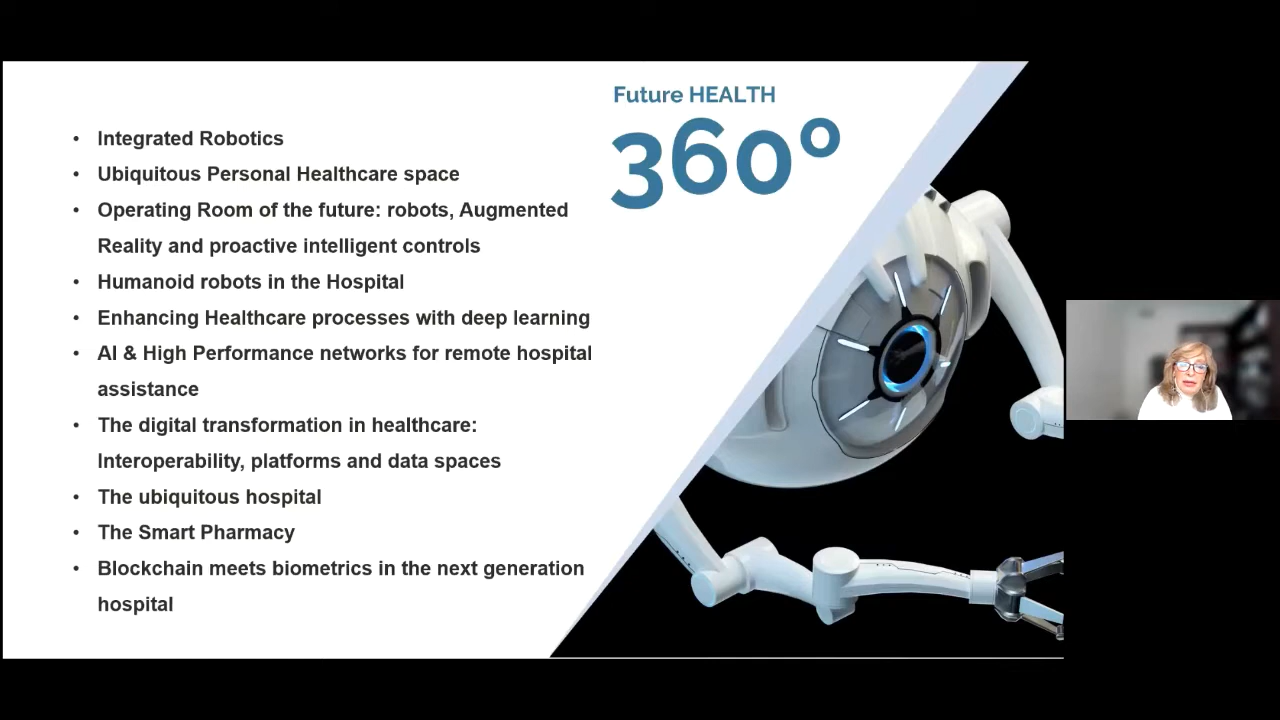 Future HEALTH
360º
• Integrated Robotics
• Ubiquitous Personal Healthcare space
• Operating Room of the future: robots, Augmented
Reality and proactive intelligent controls
• Humanoid robots in the Hospital
• Enhancing Healthcare processes with deep learning
• AI & High Performance networks for remote hospital
assistance
• The digital transformation in healthcare:
Interoperability, platforms and data spaces
• The ubiquitous hospital
• The Smart Pharmacy
• Blockchain meets biometrics in the next generation
hospital